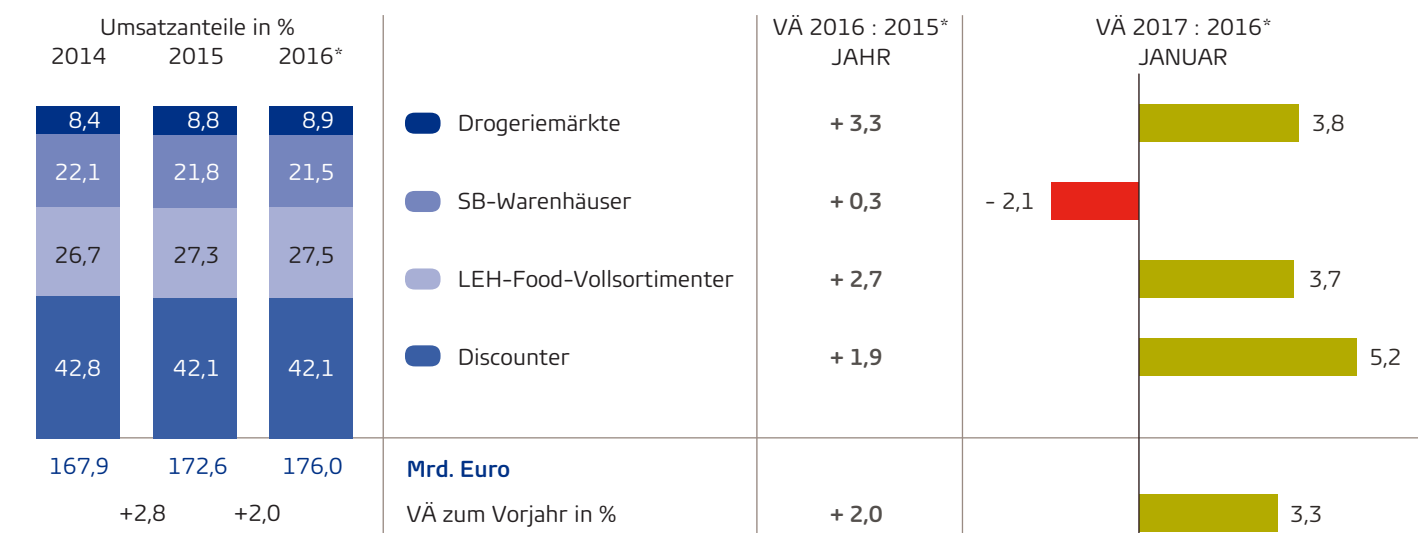 Umsatzanteile in % VÄ 2016 : 2015* VÄ 2017 : 2016*
2014 2015 2016* JAHR JANUAR
8,4 8,8 8,9 Drogeriemärkte + 3,3 3,8
22,1 21,8 21,5 SB-Warenhäuser + 0,3 - 2,1
26,7 27,3 27,5 LEH-Food-Vollsortimenter + 2,7 3,7
42,8 42,1 42,1 Discounter + 1,9 5,2
167,9 172,6 176,0 Mrd. Euro
+2,8 +2,0 VÄ zum Vorjahr in % + 2,0 3,3